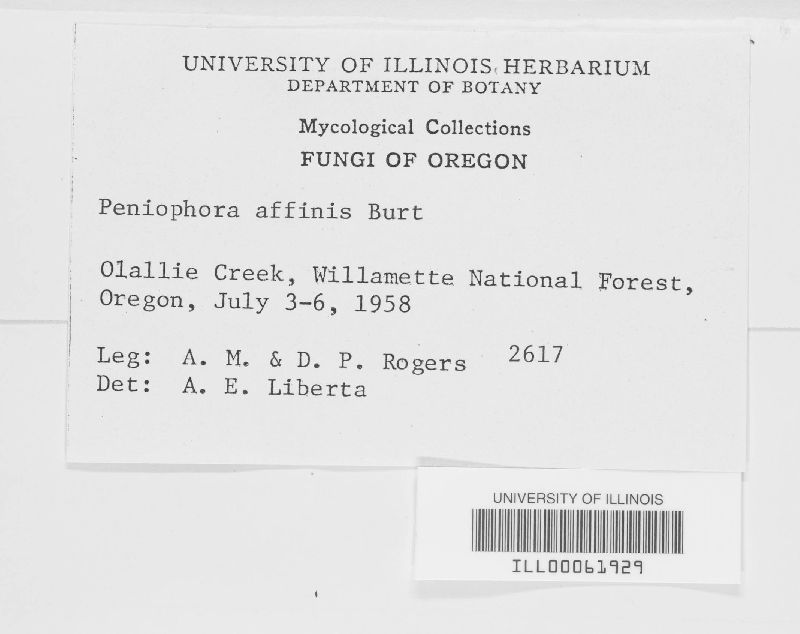 UNIVERSITY OF ILLINOIS HERBARIUM
DEPARTMENT OF BOTANY
Mycological Collections
FUNGI OF OREGON
Peniophora affinis Burt
Olallie Creek, Willamette National Forest,
Oregon, July 3-6, 1958
Leg: A. M. & D. P. Rogers 2617
Det: A. E. Liberta
UNIVERSITY OF ILLINOIS
ILL00061929